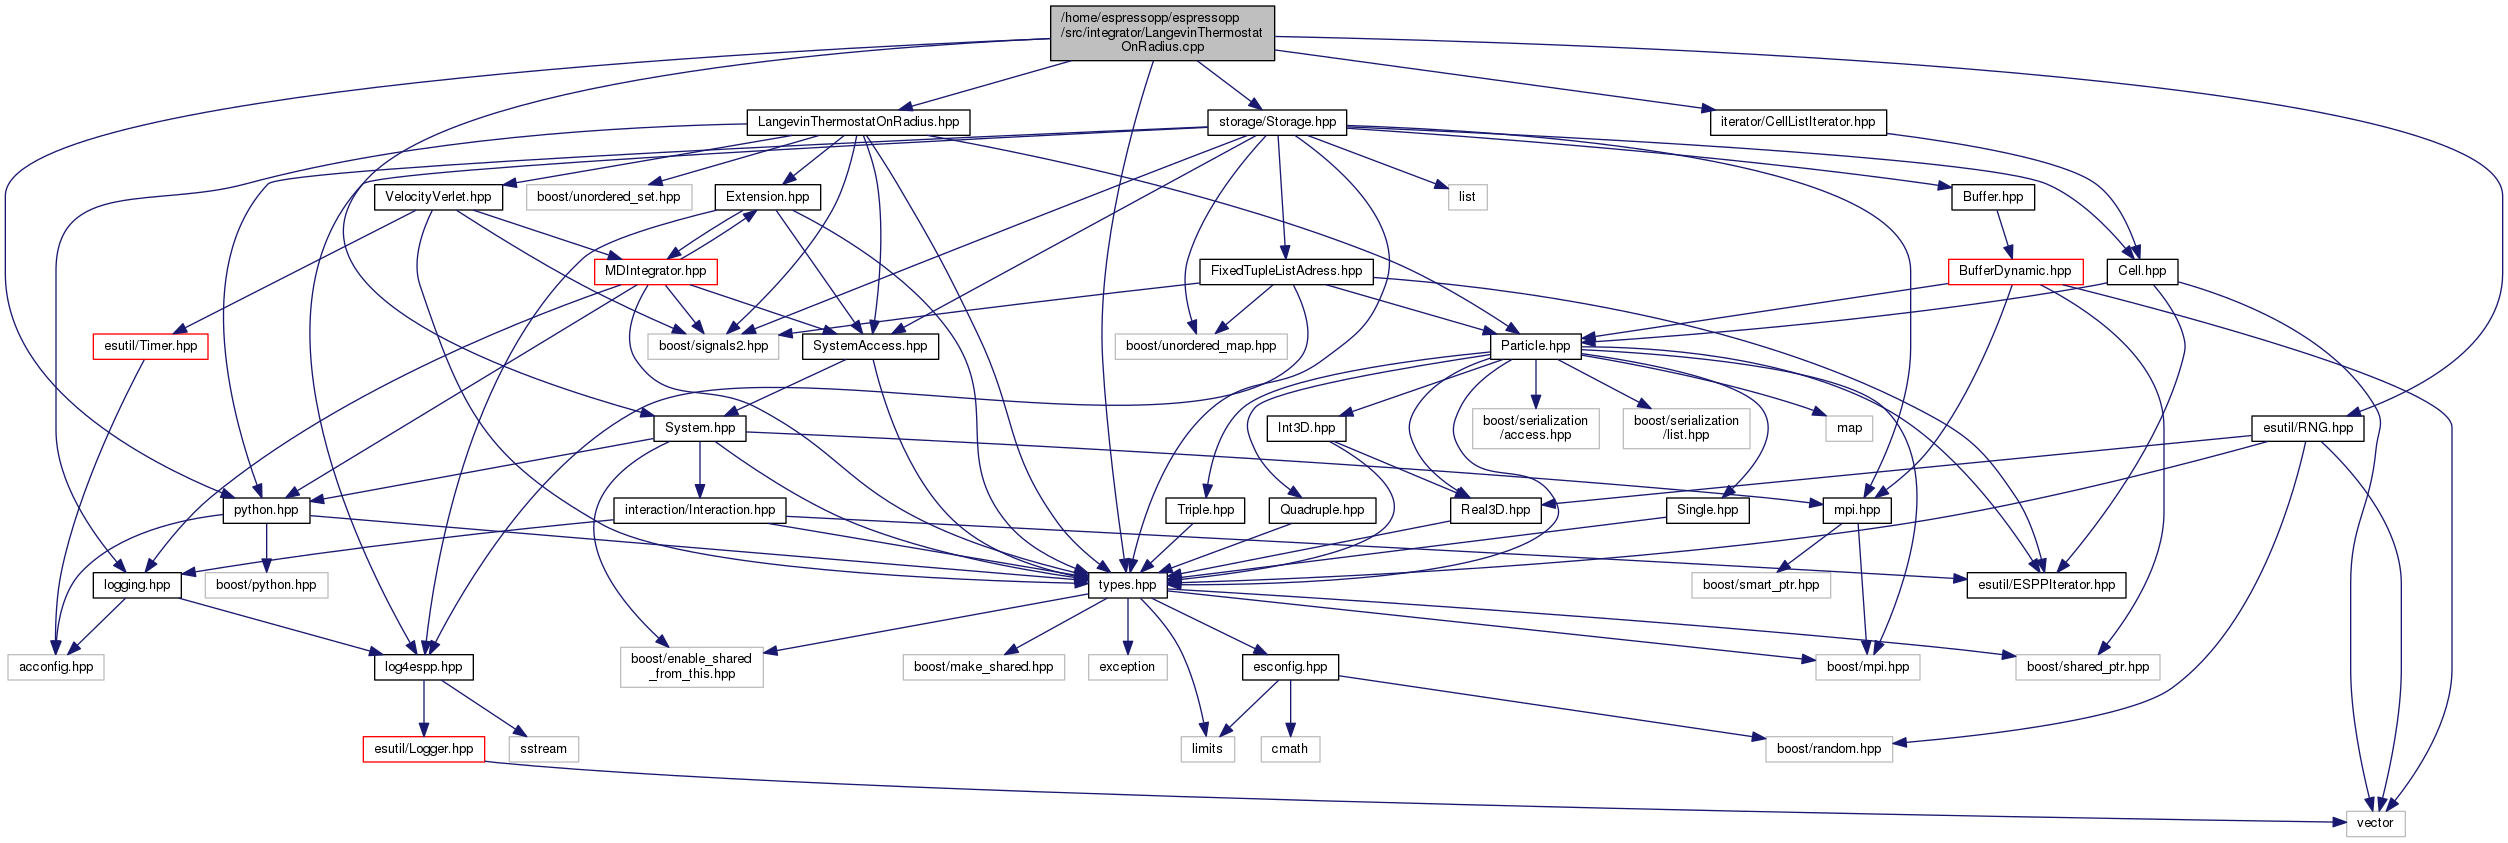 /home/espressopp/espressopp
/src/integrator/LangevinThermostat
OnRadius.cpp
LangevinThermostatOnRadius.hpp
storage/Storage.hpp
iterator/CellListIterator.hpp
VelocityVerlet.hpp
boost/unordered_set.hpp
Extension.hpp
list
Buffer.hpp
MDIntegrator.hpp
FixedTupleListAdress.hpp
BufferDynamic.hpp
Cell.hpp
esutil/Timer.hpp
boost/signals2.hpp
SystemAccess.hpp
boost/unordered_map.hpp
Particle.hpp
System.hpp
Int3D.hpp
boost/serialization
/access.hpp
boost/serialization
/list.hpp
map
esutil/RNG.hpp
python.hpp
interaction/Interaction.hpp
Triple.hpp
Quadruple.hpp
Real3D.hpp
Single.hpp
mpi.hpp
logging.hpp
boost/python.hpp
types.hpp
boost/smart_ptr.hpp
esutil/ESPPIterator.hpp
acconfig.hpp
log4espp.hpp
boost/enable_shared
_from_this.hpp
boost/make_shared.hpp
exception
esconfig.hpp
boost/mpi.hpp
boost/shared_ptr.hpp
esutil/Logger.hpp
sstream
limits
cmath
boost/random.hpp
vector